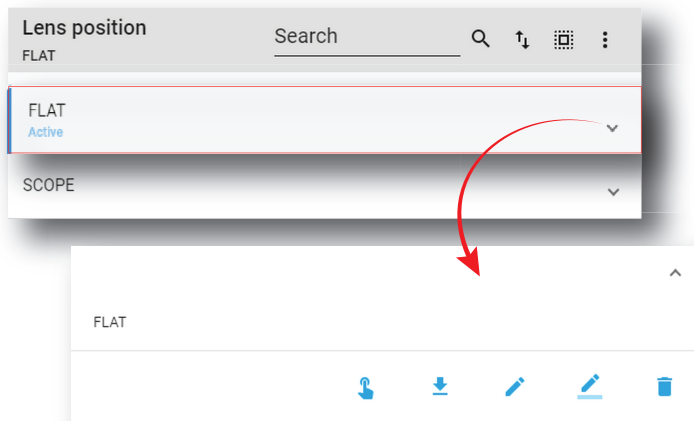 Lens position
FLAT
Search
FLAT
Active
SCOPE
FLAT